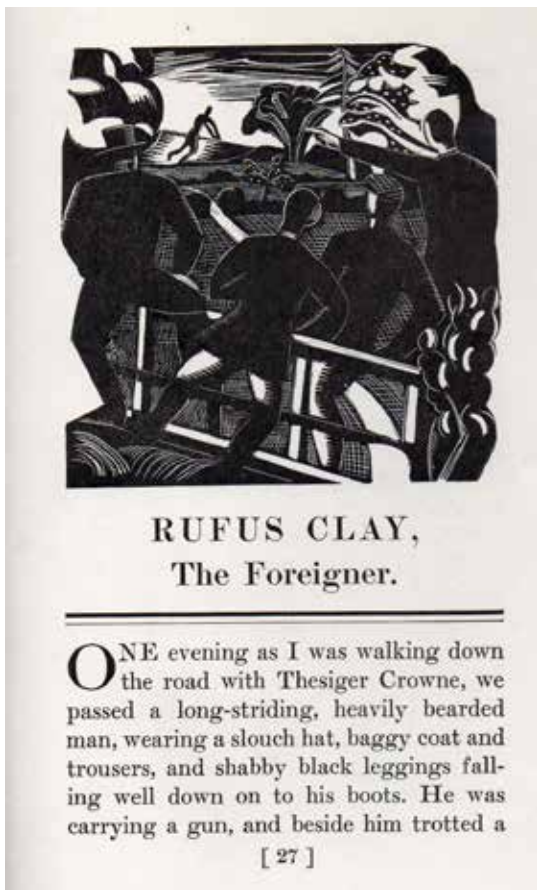 RUFUS CLAY,
The Foreigner.
ONE evening as I was walking down
the road with Thesiger Crowne, we
passed a long-striding, heavily bearded
man, wearing a slouch hat, baggy coat and
trousers, and shabby black leggings fall-
ing well down on to his boots. He was
carrying a gun, and beside him trotted a
[ 27 ]